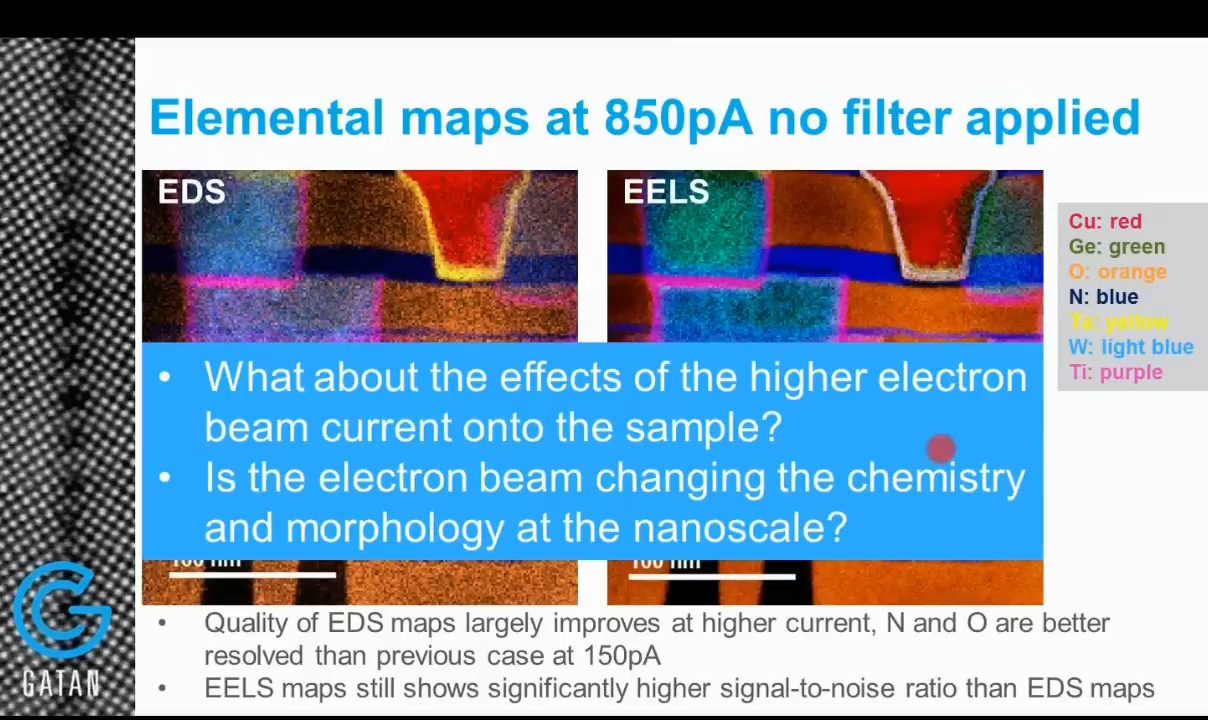 Elemental maps at 850pA no filter applied
EDS
EELS
Cu: red
Ge: green
O: orange
N: blue
Ta: yellow
W: light blue
Ti: purple
• What about the effects of the higher electron
beam current onto the sample?
• Is the electron beam changing the chemistry
and morphology at the nanoscale?
100 nm
100 nm
• Quality of EDS maps largely improves at higher current, N and O are better
resolved than previous case at 150pA
• EELS maps still shows significantly higher signal-to-noise ratio than EDS maps
GATAN